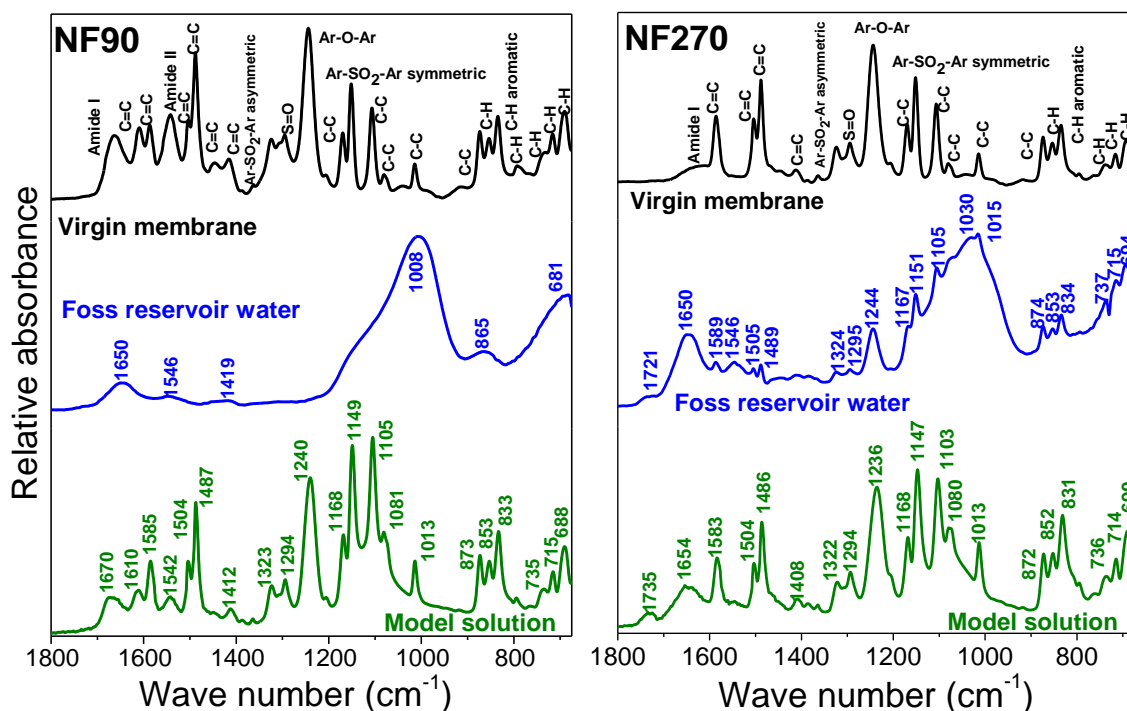 NF90
Amide I
C=C
C=C
Amide II
C=C
C=C
C=C
C=C
Ar-SO2-Ar asymmetric
S=O
Ar-O-Ar
Ar-SO2-Ar symmetric
C-C
C-C
C-C
C-C
C-C
C-H
C-H aromatic
C-H
C-H
C-H
C-H
Virgin membrane
Foss reservoir water
1650
1546
1419
1008
865
681
1670
1610
1585
1542
1504
1487
1412
1323
1294
1240
1168
1149
1105
1081
1013
873
853
833
735
715
688
Model solution
1800
1600
1400
1200
1000
800
Wave number (cm-1)
Relative absorbance
NF270
Amide I
C=C
C=C
C=C
C=C
Ar-SO2-Ar asymmetric
S=O
Ar-O-Ar
Ar-SO2-Ar symmetric
C-C
C-C
C-C
C-C
C-C
C-H
C-H aromatic
C-H
C-H
C-H
Virgin membrane
1721
1650
1589
1546
1505
1489
1324
1295
1244
1167
1151
1105
1030
1015
874
853
834
737
715
Foss reservoir water
1735
1654
1583
1504
1486
1408
1322
1294
1236
1168
1147
1103
1080
1013
872
852
831
736
714
Model solution
1800
1600
1400
1200
1000
800
Wave number (cm-1)